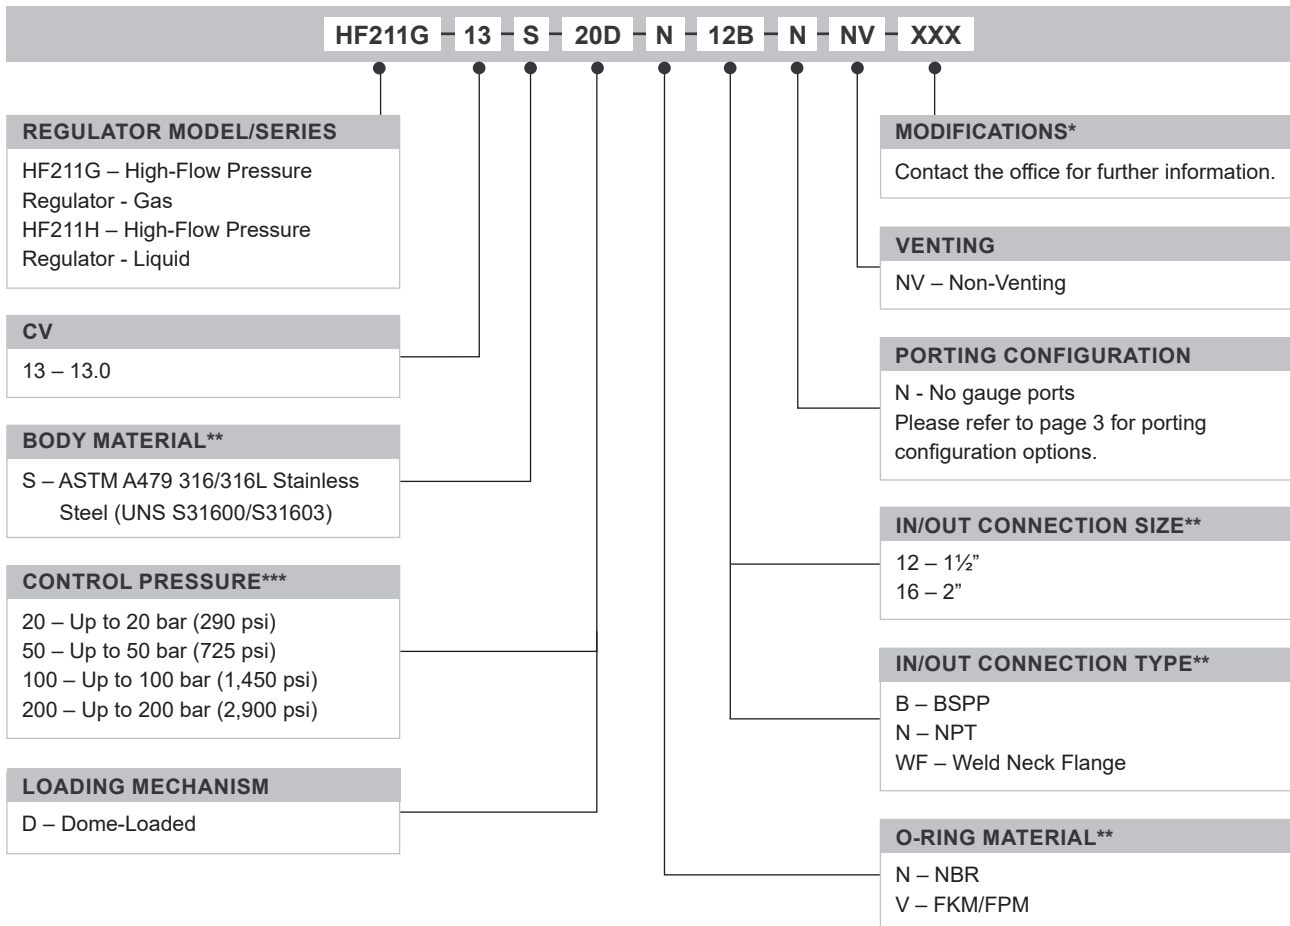 HF211G 13 S 20D N 12B N NV XXX
REGULATOR MODEL/SERIES
HF211G – High-Flow Pressure
Regulator - Gas
HF211H – High-Flow Pressure
Regulator - Liquid
CV
13 – 13.0
BODY MATERIAL**
S – ASTM A479 316/316L Stainless
Steel (UNS S31600/S31603)
CONTROL PRESSURE***
20 – Up to 20 bar (290 psi)
50 – Up to 50 bar (725 psi)
100 – Up to 100 bar (1,450 psi)
200 – Up to 200 bar (2,900 psi)
LOADING MECHANISM
D – Dome-Loaded
MODIFICATIONS*
Contact the office for further information.
VENTING
NV – Non-Venting
PORTING CONFIGURATION
N - No gauge ports
Please refer to page 3 for porting
configuration options.
IN/OUT CONNECTION SIZE**
12 – 1½”
16 – 2”
IN/OUT CONNECTION TYPE**
B – BSPP
N – NPT
WF – Weld Neck Flange
O-RING MATERIAL**
N – NBR
V – FKM/FPM